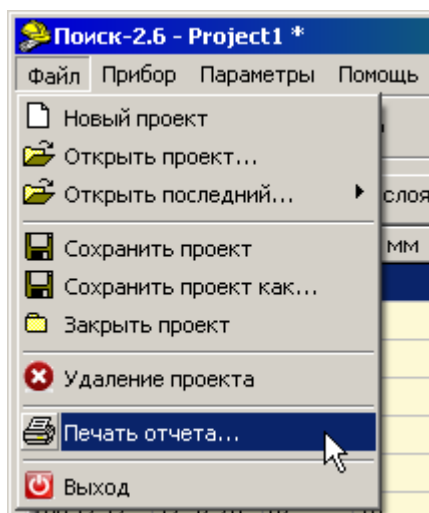 Поиск-2.6 - Project1 *
Файл Прибор Параметры Помощь
Новый проект
Открыть проект...
Открыть последний...
слоя
Сохранить проект
мм
Сохранить проект как...
Закрыть проект
Удаление проекта
Печать отчета...
Выход